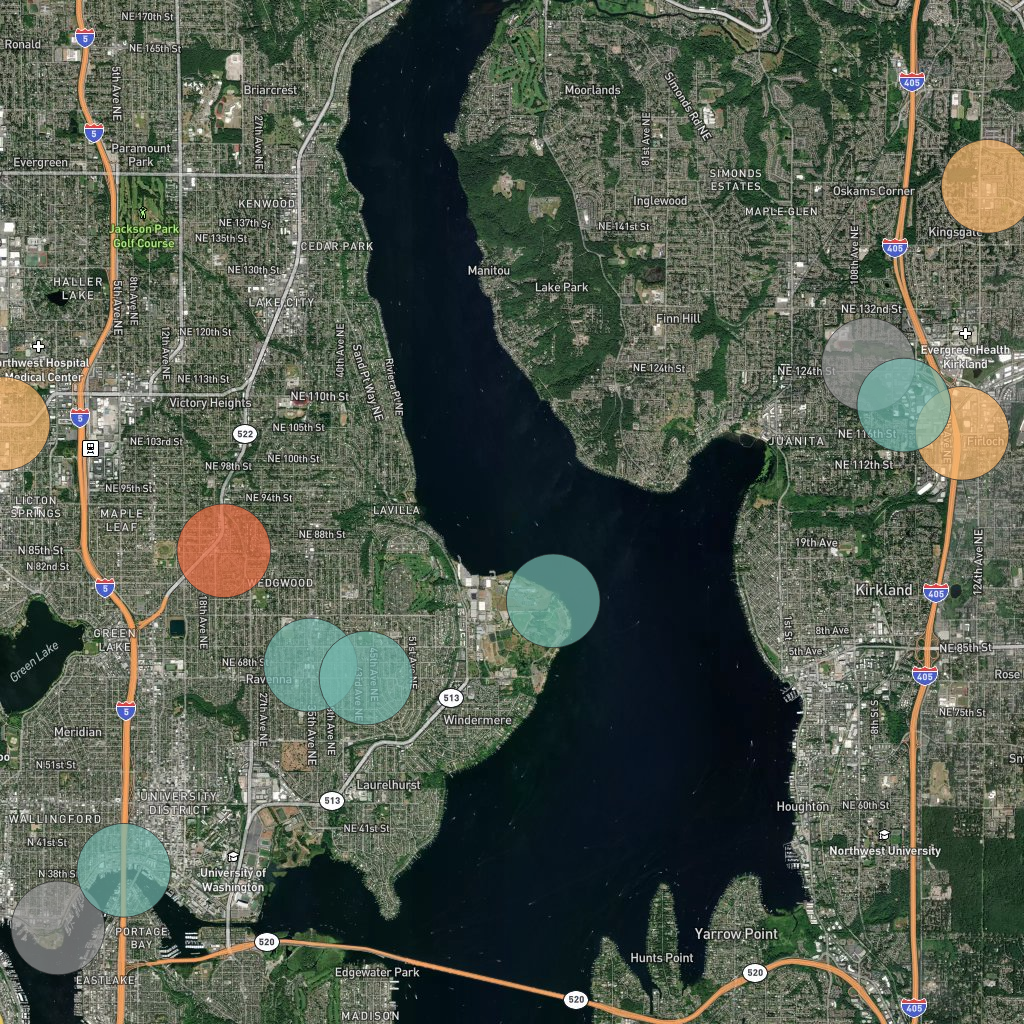 NE 170th St
Ronald
5
NE 165th St
5th Ave NE
Briarcrest
Moorlands
Simonds Rd NE
405
5
27th Ave NE
81st Ave NE
Paramount
Park
Evergreen
SIMONDS
ESTATES
Oskams Corner
KENWOOD
Inglewood
MAPLE GLEN
Jackson Park
Golf Course
NE 137th St
NE 135th St
NE 141st St
Kingsgate
CEDAR PARK
405
108th Ave NE
NE 130th St
Manitou
HALLER
LAKE
8th Ave NE
5th Ave NE
LAKE CITY
Lake Park
NE 132nd St
Finn Hill
NE 120th St
12th Ave NE
40th Ave NE
Sand Pt Way NE
Riviera Pl NE
EvergreenHealth
Kirkland
Northwest Hospital
Medical Center
NE 113th St
NE 124th St
NE 124th St
Victory Heights
NE 110th St
5
522
NE 105th St
NE 103rd St
JUANITA
NE 116th St
Firloch
NE 98th St
NE 100th St
NE 112th St
NE 95th St
NE 94th St
LICTON
SPRINGS
MAPLE
LEAF
LAVILLA
NE 88th St
19th Ave
124th Ave NE
N 85th St
N 82nd St
WEDGWOOD
5
Kirkland
405
GREEN
LAKE
8th Ave NE
1st St
8th Ave
5th Ave
NE 85th St
Green Lake
NE 68th
Ravenna
45th Ave NE
51st Ave NE
405
Rose
27th Ave NE
513
5
Windermere
8th St S
NE 75th St
Meridian
N 51st St
Laurelhurst
UNIVERSITY
DISTRICT
513
Houghton
NE 60th St
WALLINGFORD
NE 41st St
N 41st St
Northwest University
University of
Washington
N 38th St
PORTAGE
BAY
520
Yarrow Point
Hunts Point
EASTLAKE
Edgewater Park
520
520
405
MADISON